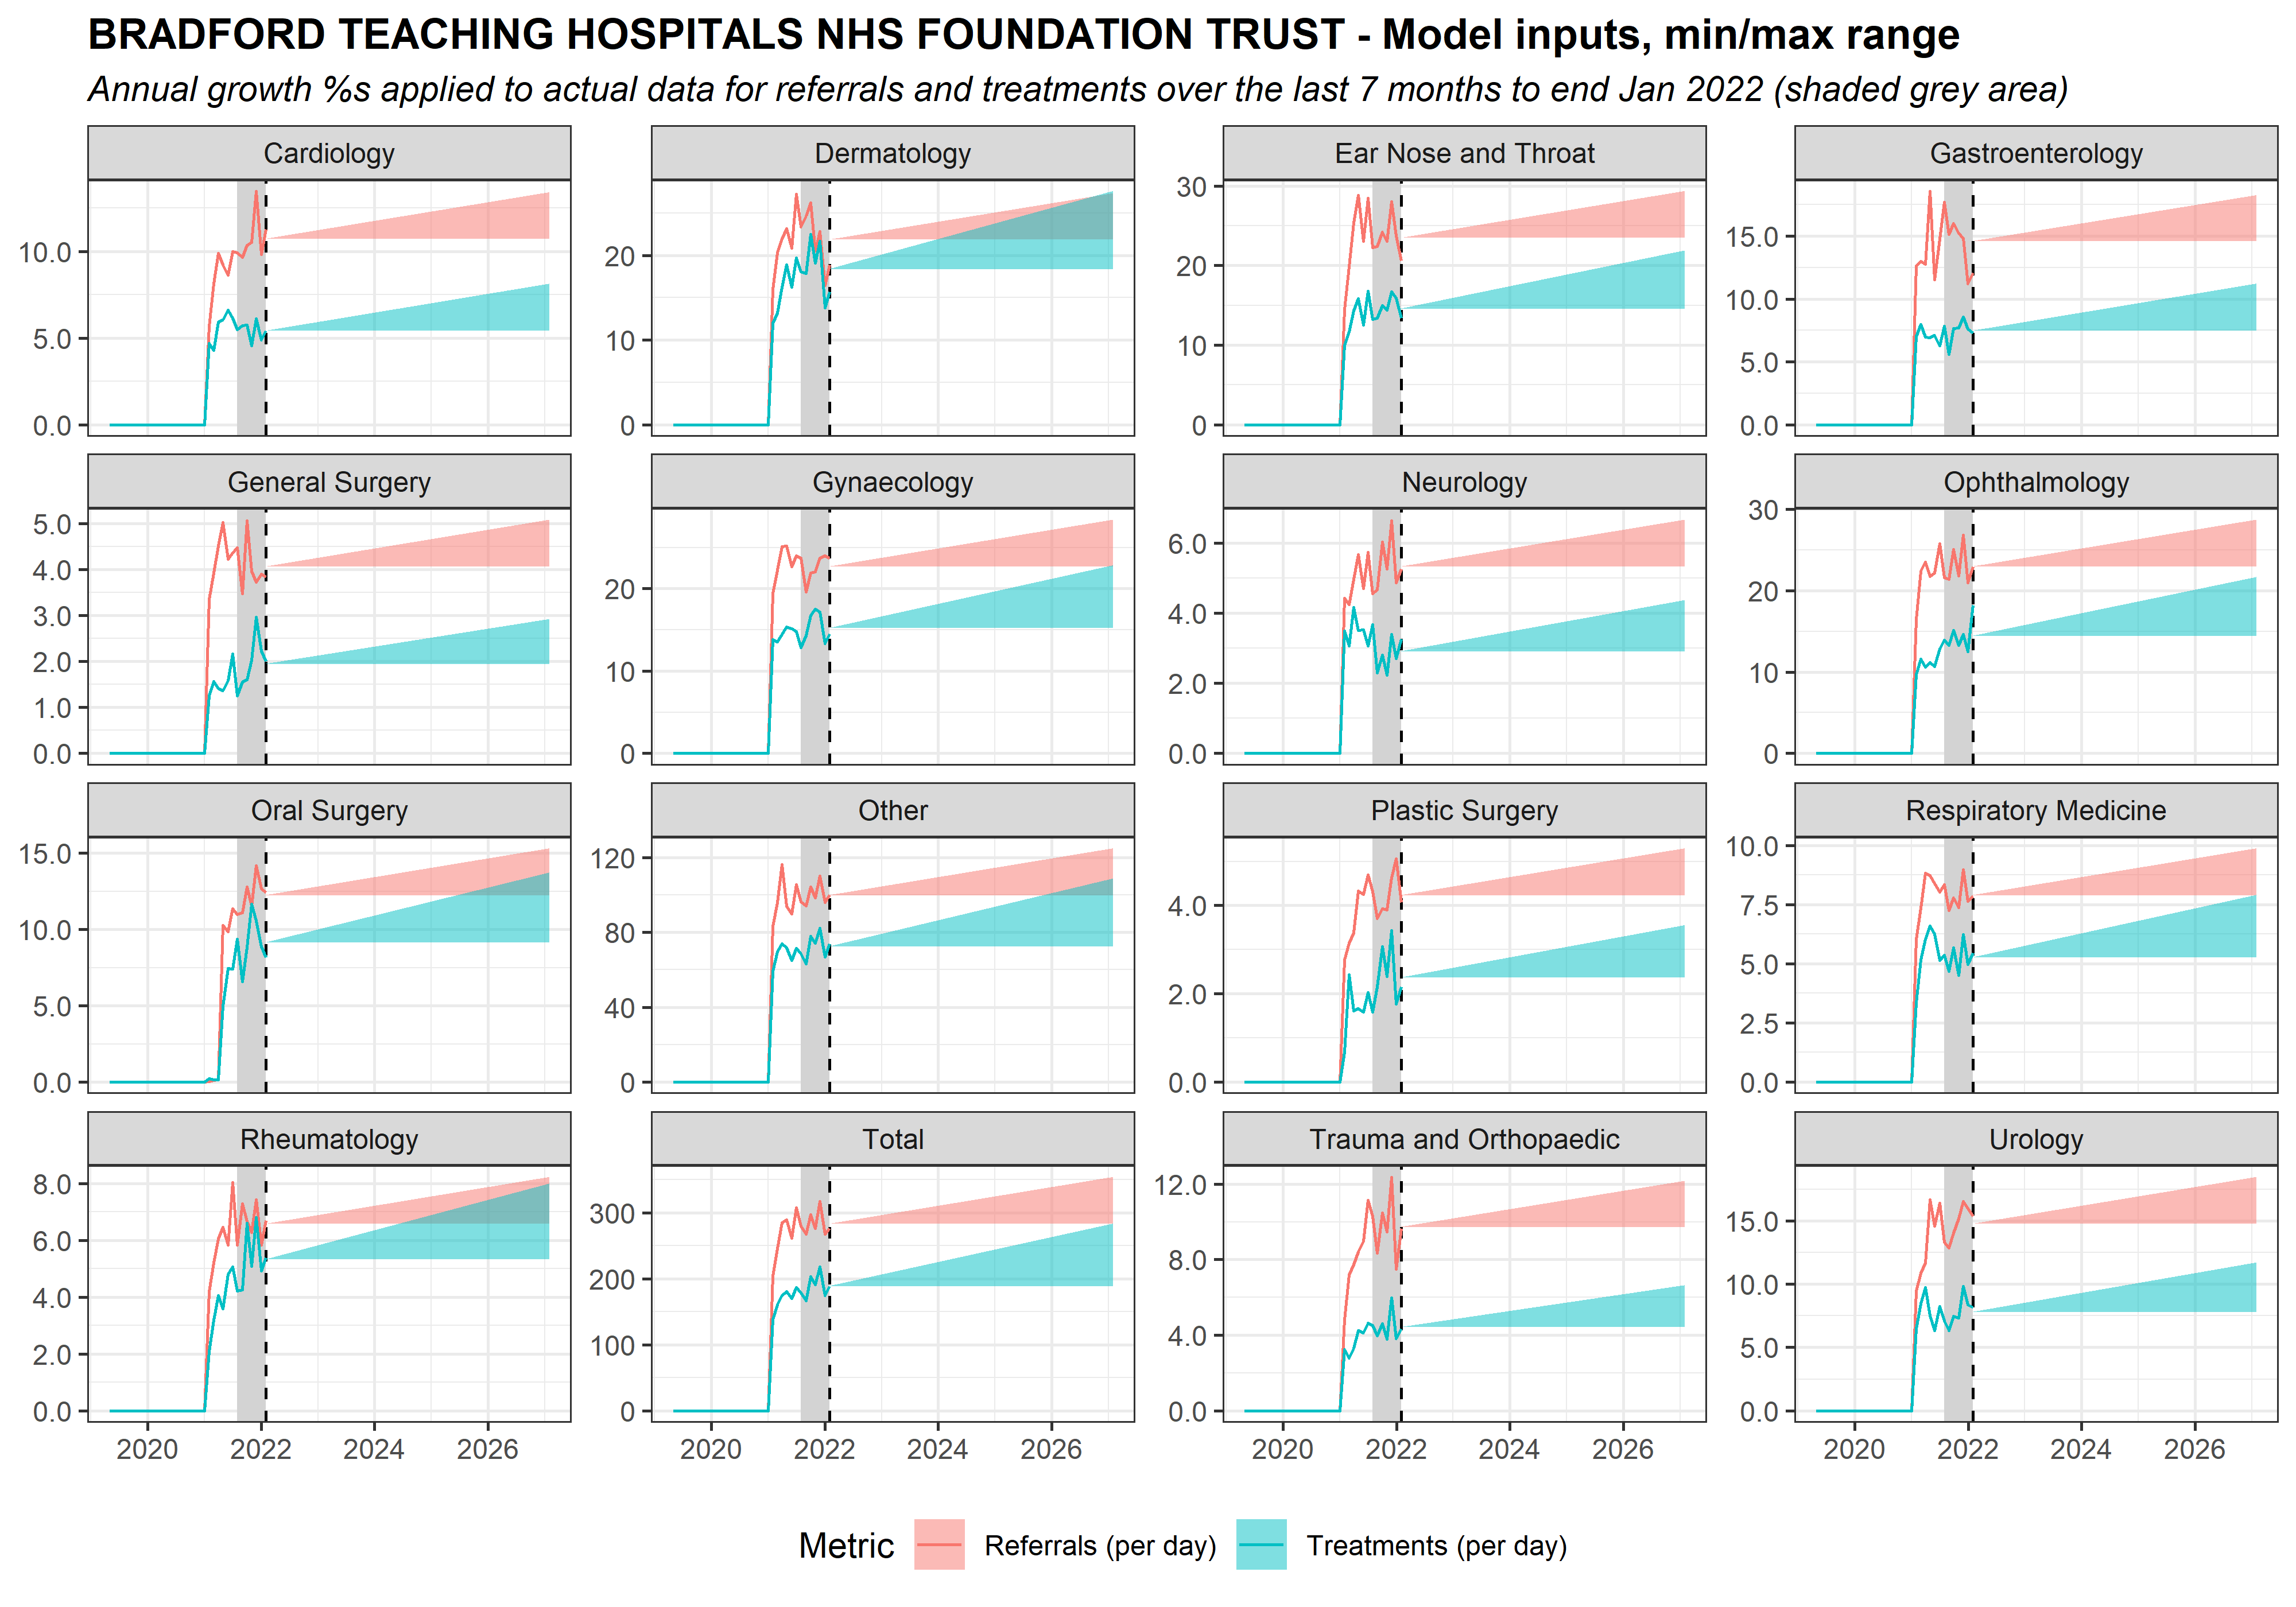 BRADFORD TEACHING HOSPITALS NHS FOUNDATION TRUST - Model inputs, min/max range
Annual growth %s applied to actual data for referrals and treatments over the last 7 months to end Jan 2022 (shaded grey area)
Cardiology
10.0
5.0
0.0
Dermatology
20
10
0
Ear Nose and Throat
30
20
10
0
Gastroenterology
15.0
10.0
5.0
0.0
General Surgery
5.0
4.0
3.0
2.0
1.0
0.0
Gynaecology
20
10
0
Neurology
6.0
4.0
2.0
0.0
Ophthalmology
30
20
10
0
Oral Surgery
15.0
10.0
5.0
0.0
Other
120
80
40
0
Plastic Surgery
4.0
2.0
0.0
Respiratory Medicine
10.0
7.5
5.0
2.5
0.0
Rheumatology
8.0
6.0
4.0
2.0
0.0
Total
300
200
100
0
Trauma and Orthopaedic
12.0
8.0
4.0
0.0
Urology
15.0
10.0
5.0
0.0
2020 2022 2024 2026
2020 2022 2024 2026
2020 2022 2024 2026
2020 2022 2024 2026
Metric Referrals (per day) Treatments (per day)